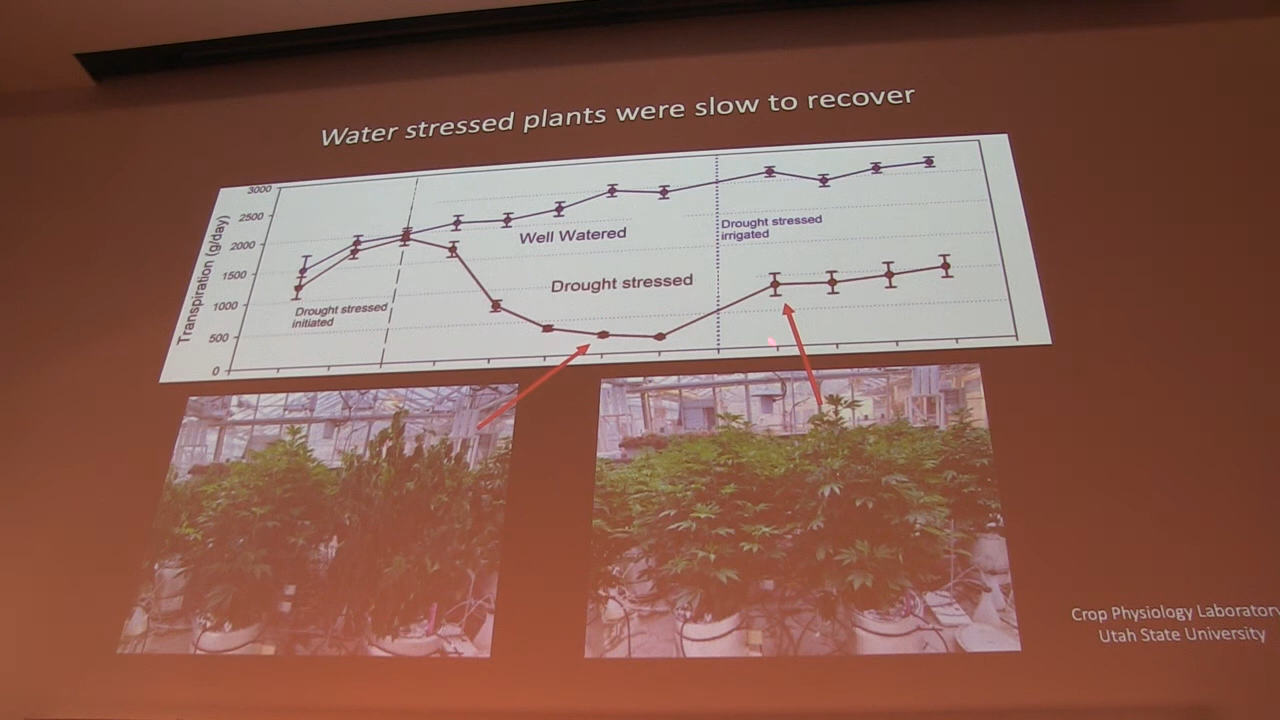 Water stressed plants were slow to recover
3000
2500
2000
1500
1000
500
0
Transpiration (g/day)
Drought stressed
initiated
Well Watered
Drought stressed
Drought stressed
irrigated
Crop Physiology Laboratory
Utah State University